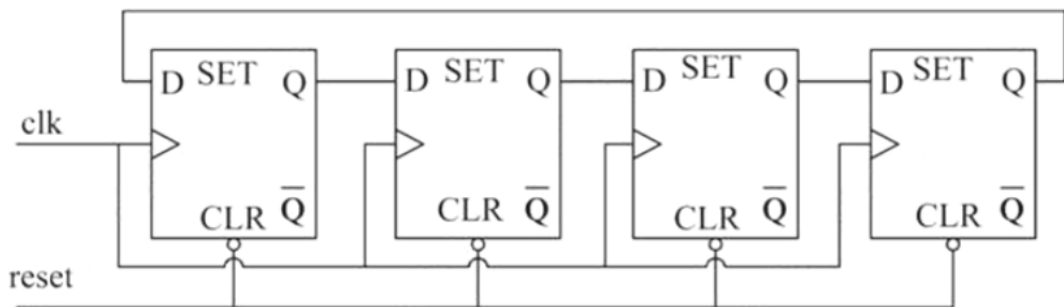 D SET Q D SET Q D SET Q D SET Q
clk
Q̅ Q̅ Q̅ Q̅
CLR CLR CLR CLR
reset